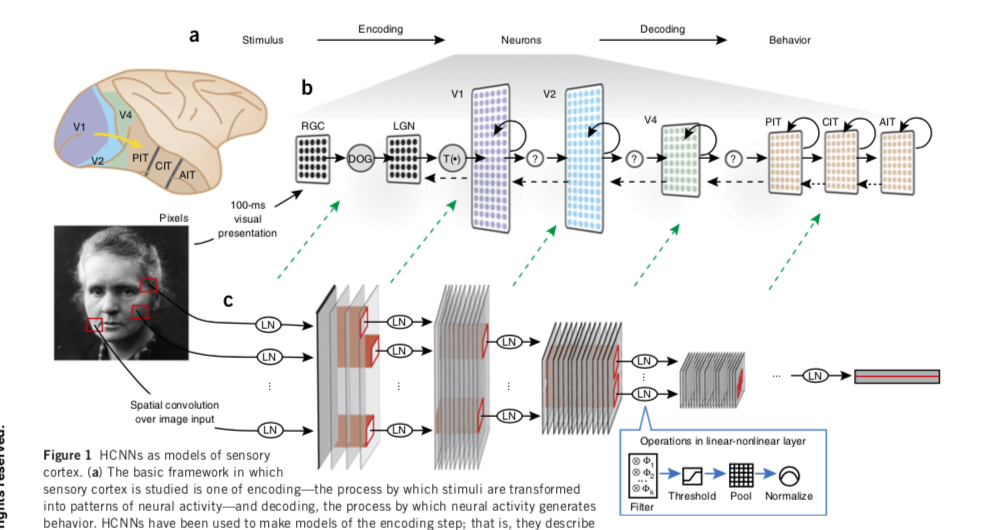 a
Stimulus
Encoding
Neurons
Decoding
Behavior
b
V1
V4
V2
PIT
CIT
AIT
RGC
DOG
LGN
T(•)
V1
?
V2
?
V4
?
PIT
CIT
AIT
100-ms
visual
presentation
Pixels
c
LN
LN
LN
LN
LN
LN
LN
LN
LN
LN
... LN
Spatial convolution
over image input
Operations in linear-nonlinear layer
⊗ Φ1
⊗ Φ2
...
⊗ Φk
Filter
Threshold
Pool
Normalize
Figure 1 HCNNs as models of sensory
cortex. (a) The basic framework in which
sensory cortex is studied is one of encoding—the process by which stimuli are transformed
into patterns of neural activity—and decoding, the process by which neural activity generates
behavior. HCNNs have been used to make models of the encoding step; that is, they describe
rights reserved.